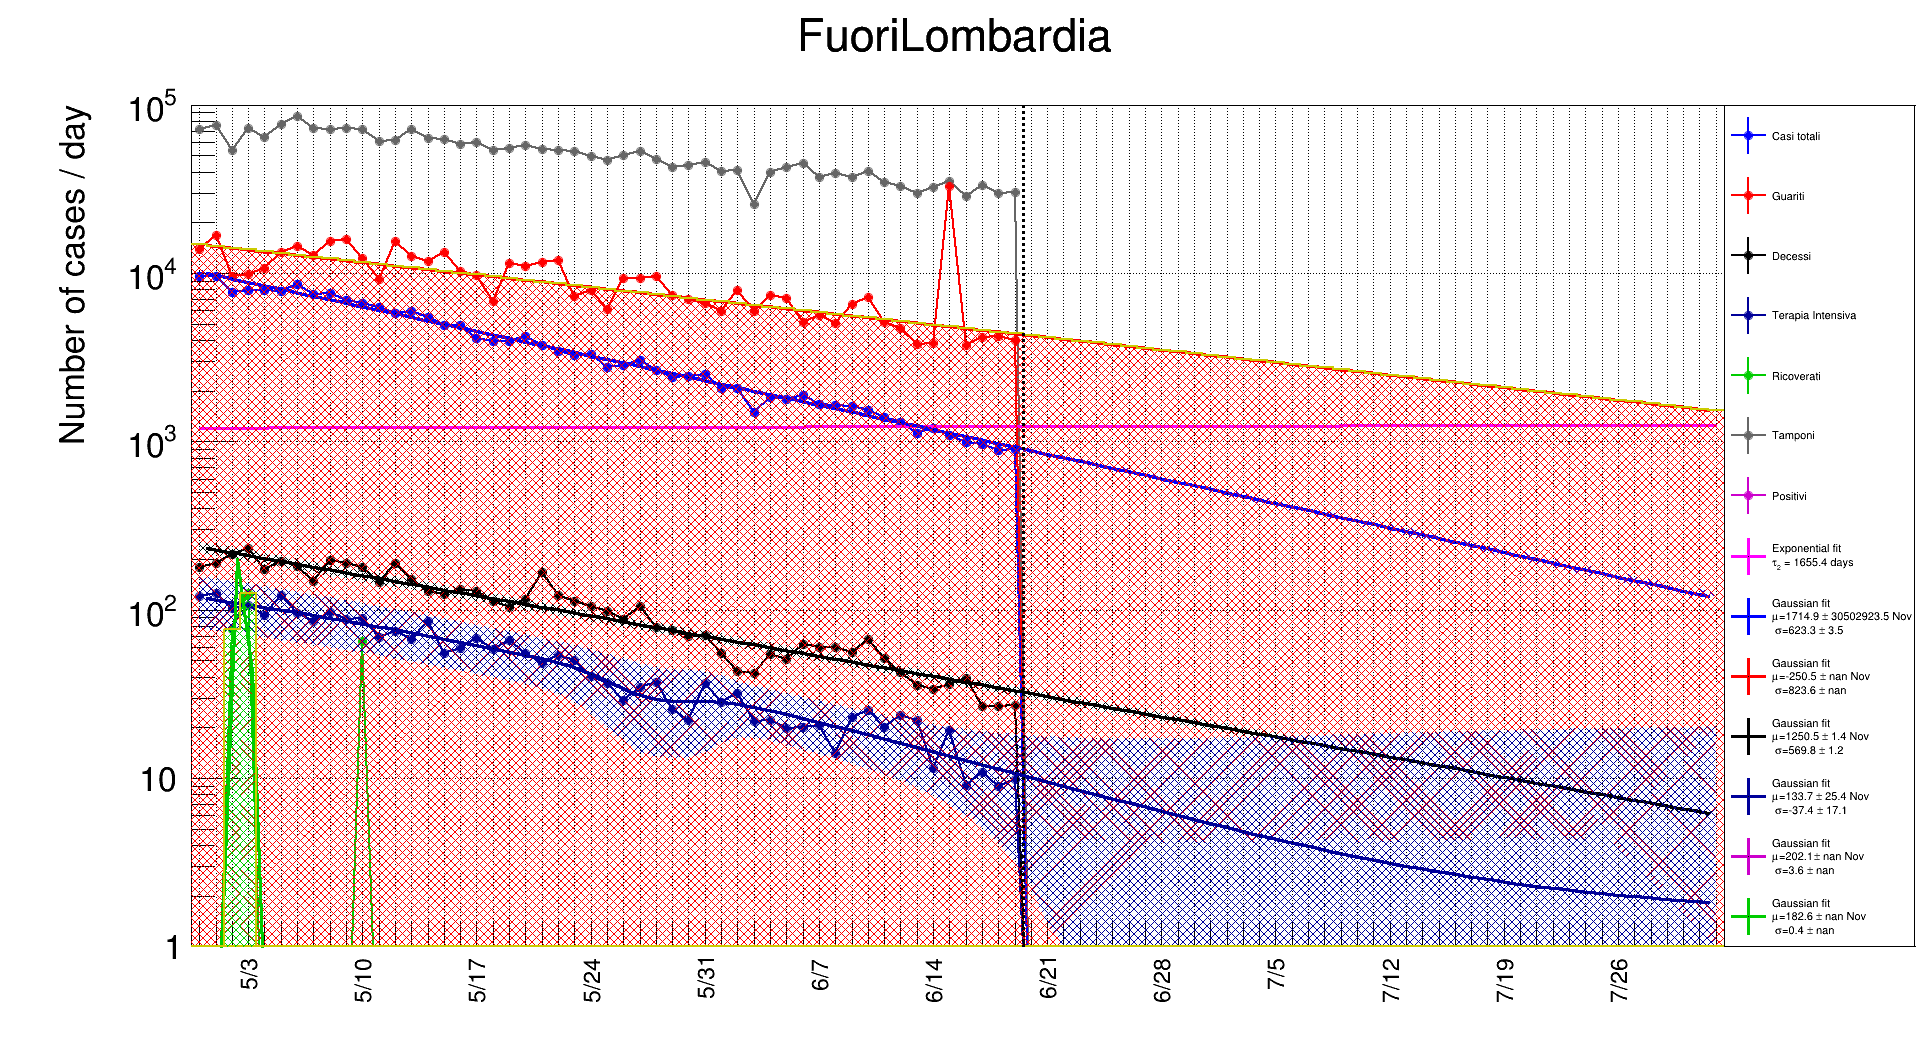 FuoriLombardia
Number of cases / day
10^5
10^4
10^3
10^2
10
1
5/3
5/10
5/17
5/24
5/31
6/7
6/14
6/21
6/28
7/5
7/12
7/19
7/26
Casi totali
Guariti
Decessi
Terapia Intensiva
Ricoverati
Tamponi
Positivi
Exponential fit
τ₂ = 1655.4 days
Gaussian fit
μ=1714.9 ± 30502923.5 Nov
σ=623.3 ± 3.5
Gaussian fit
μ=-250.5 ± nan Nov
σ=823.6 ± nan
Gaussian fit
μ=1250.5 ± 1.4 Nov
σ=569.8 ± 1.2
Gaussian fit
μ=133.7 ± 25.4 Nov
σ=-37.4 ± 17.1
Gaussian fit
μ=202.1 ± nan Nov
σ=3.6 ± nan
Gaussian fit
μ=182.6 ± nan Nov
σ=0.4 ± nan